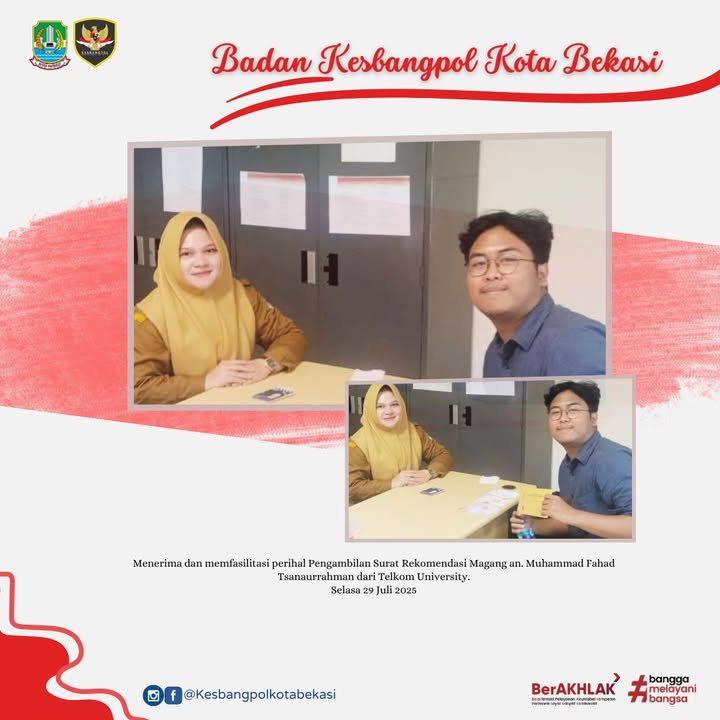 Badan Kesbangpol Kota Bekasi
Menerima dan memfasilitasi perihal Pengambilan Surat Rekomendasi Magang an. Muhammad Fahad
Tsanaurrahman dari Telkom University.
Selasa 29 Juli 2025
@Kesbangpolkotabekasi
BerAKHLAK
#bangga
melayani
bangsa